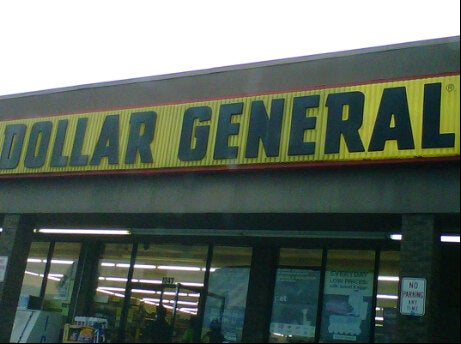 DOLLAR GENERAL®
EVERYDAY
LOW PRICES!
NO
PARKING
ANY
TIME